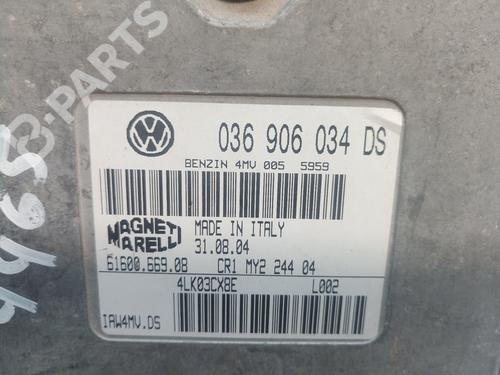 B-PARTS
VW
036 906 034 DS
BENZIN 4MV 005 5959
MAGNETI
MARELLI
MADE IN ITALY
31.08.04
61600.669.08 CR1 MY2 244 04
4LK03CX8E L002
IAW4MV.DS